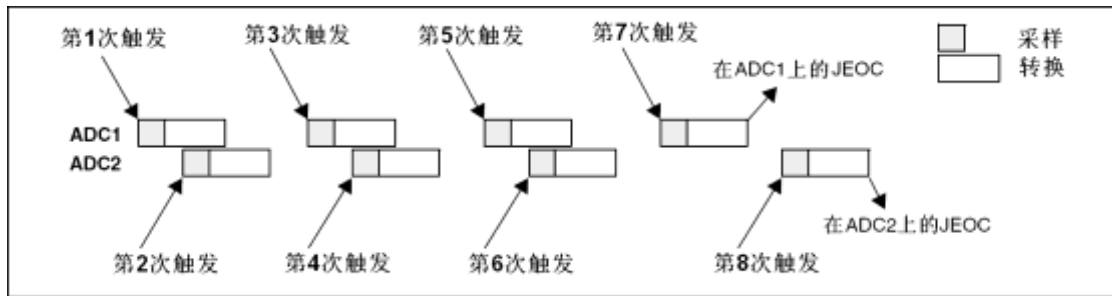 第1次触发
第3次触发
第5次触发
第7次触发
采样
转换
在ADC1上的JEOC
ADC1
ADC2
在ADC2上的JEOC
第2次触发
第4次触发
第6次触发
第8次触发